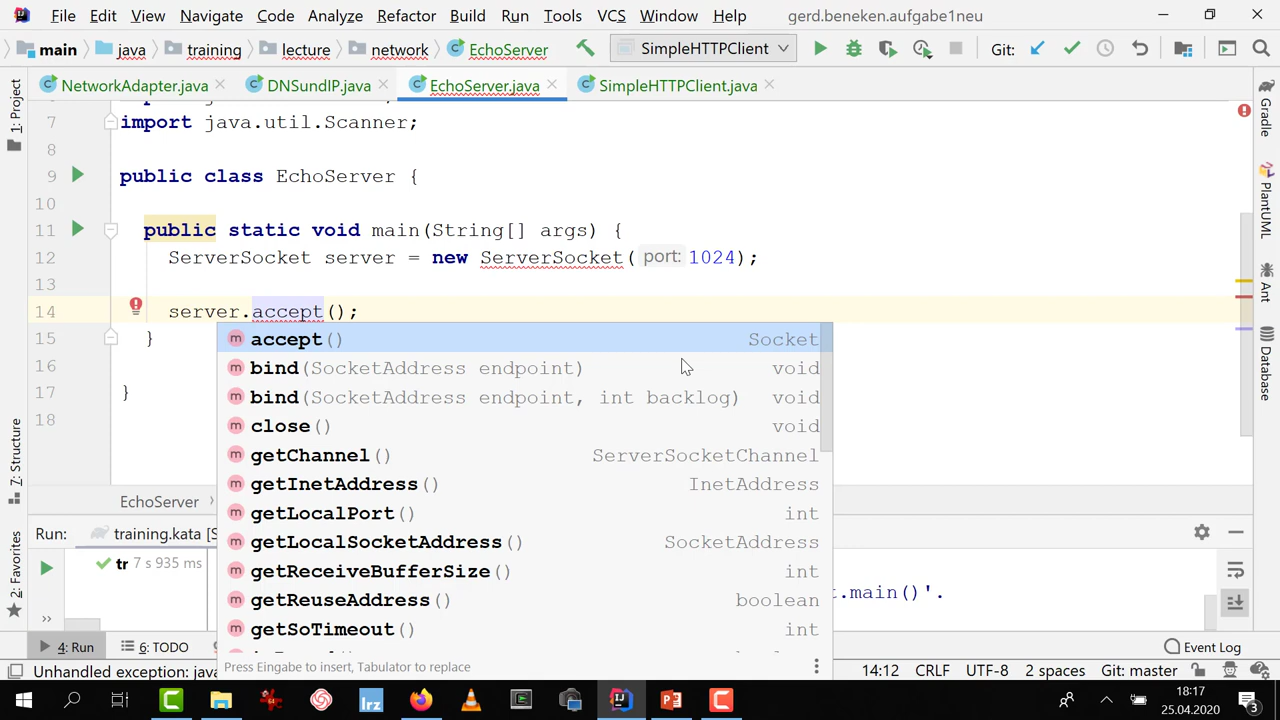 File Edit View Navigate Code Analyze Refactor Build Run Tools VCS Window Help gerd.beneken.aufgabe1neu
main java training lecture network EchoServer SimpleHTTPClient Git:
NetworkAdapter.java DNSundIP.java EchoServer.java SimpleHTTPClient.java
7 import java.util.Scanner;
8
9 public class EchoServer {
10
11 public static void main(String[] args) {
12 ServerSocket server = new ServerSocket( port: 1024);
13
14 server.accept();
15 }
16
17 }
18
accept() Socket
bind(SocketAddress endpoint) void
bind(SocketAddress endpoint, int backlog) void
close() void
getChannel() ServerSocketChannel
getInetAddress() InetAddress
getLocalPort() int
getLocalSocketAddress() SocketAddress
getReceiveBufferSize() int
getReuseAddress() boolean
getSoTimeout() int
Press Eingabe to insert, Tabulator to replace
1: Project
7: Structure
2: Favorites
Gradle
PlantUML
Ant
Database
EchoServer
Run: training.kata [S
tr 7 s 935 ms
t.main()'.
4: Run 6: TODO Event Log
Unhandled exception: java 14:12 CRLF UTF-8 2 spaces Git: master
lrz
18:17
25.04.2020
3